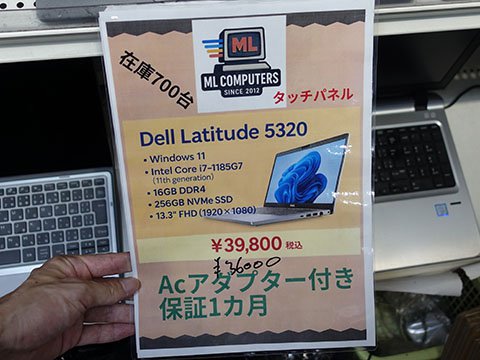 ML
ML COMPUTERS
SINCE 2012
在庫700台
タッチパネル
Dell Latitude 5320
• Windows 11
• Intel Core i7-1185G7
(11th generation)
• 16GB DDR4
• 256GB NVMe SSD
• 13.3" FHD (1920×1080)
¥39,800 税込
¥36000
Acアダプター付き
保証1カ月